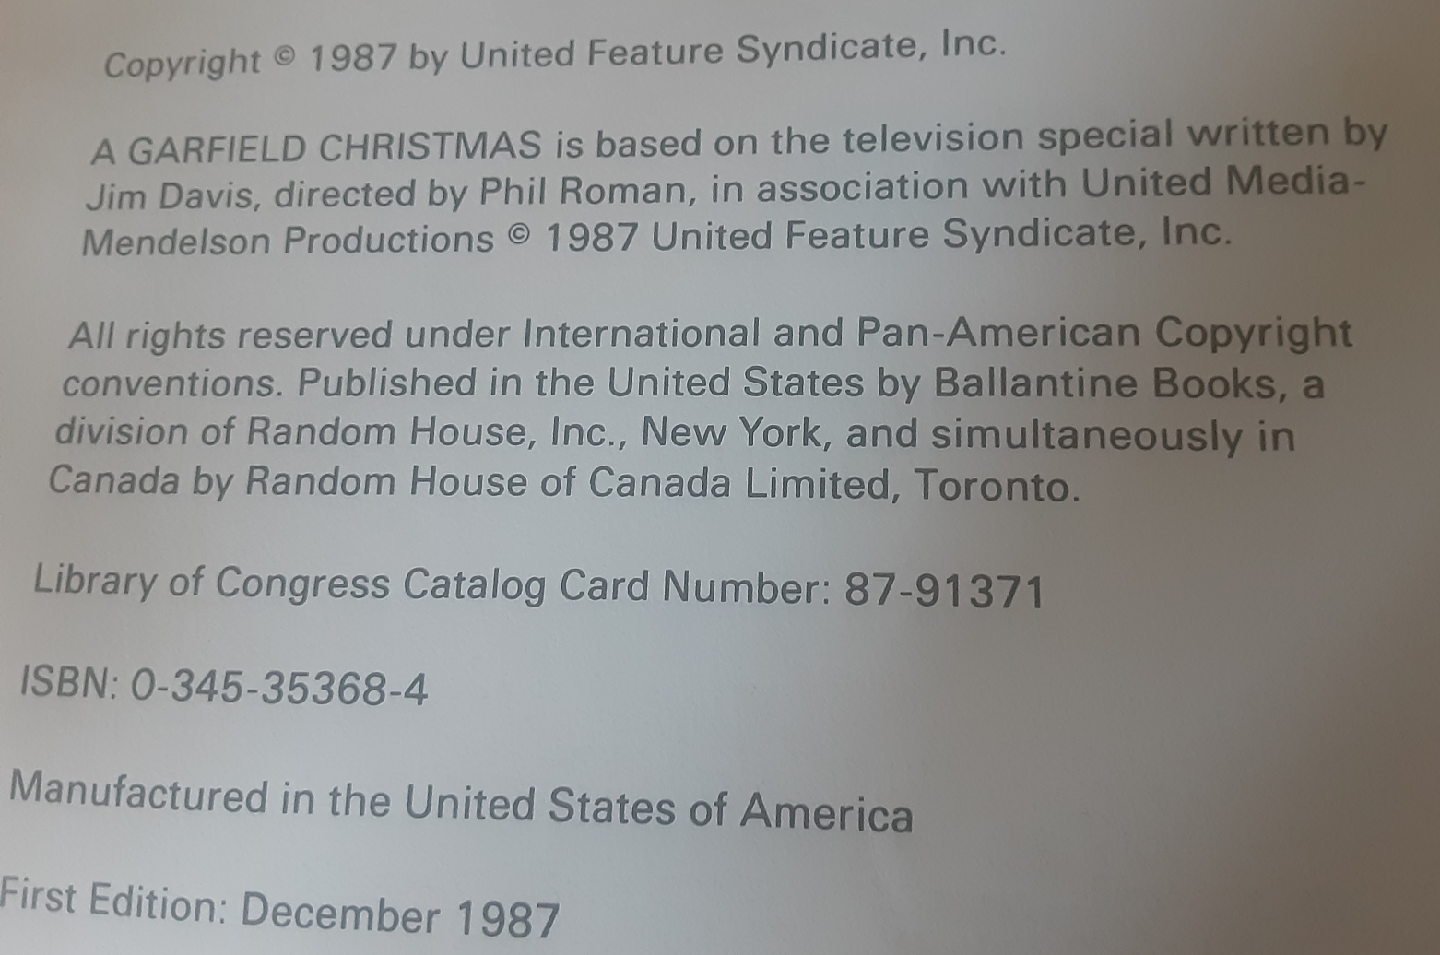 Copyright © 1987 by United Feature Syndicate, Inc.
A GARFIELD CHRISTMAS is based on the television special written by
Jim Davis, directed by Phil Roman, in association with United Media-
Mendelson Productions © 1987 United Feature Syndicate, Inc.
All rights reserved under International and Pan-American Copyright
conventions. Published in the United States by Ballantine Books, a
division of Random House, Inc., New York, and simultaneously in
Canada by Random House of Canada Limited, Toronto.
Library of Congress Catalog Card Number: 87-91371
ISBN: 0-345-35368-4
Manufactured in the United States of America
First Edition: December 1987